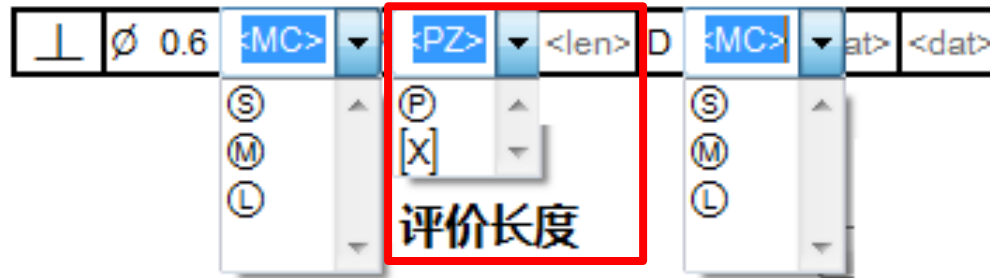 ⊥ Ø 0.6 <MC> <PZ> <len> D <MC> at> <dat>
Ⓢ Ⓟ Ⓢ
Ⓜ [X] Ⓜ
Ⓛ Ⓛ
评价长度